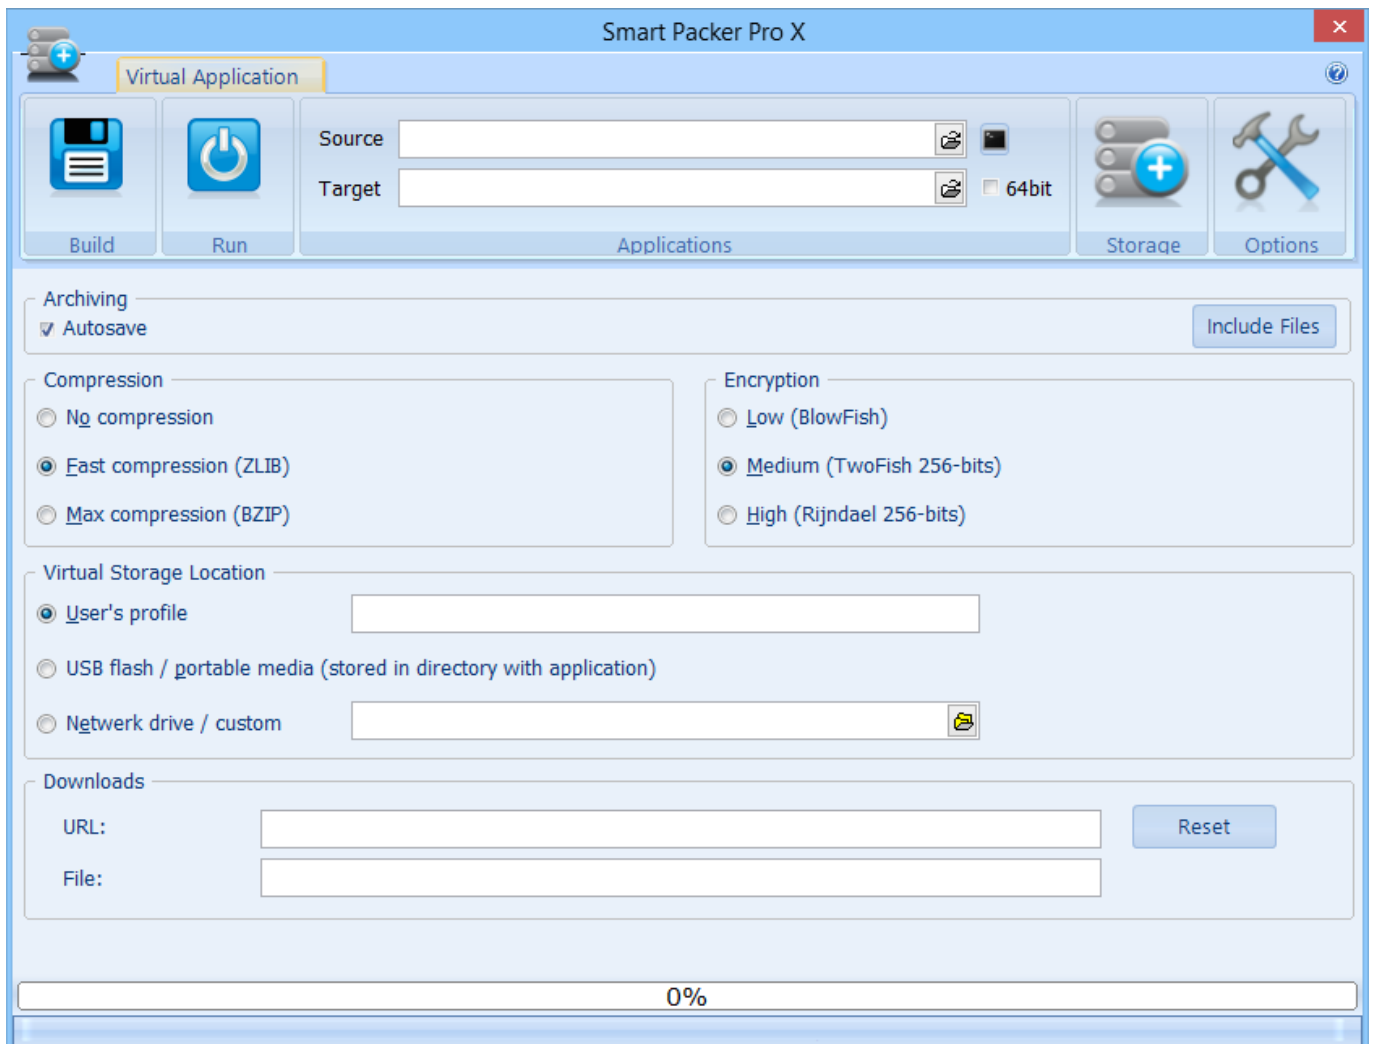 Smart Packer Pro X
Virtual Application
Source
Target
64bit
Build
Run
Applications
Storage
Options
Archiving
Autosave
Include Files
Compression
No compression
Fast compression (ZLIB)
Max compression (BZIP)
Encryption
Low (BlowFish)
Medium (TwoFish 256-bits)
High (Rijndael 256-bits)
Virtual Storage Location
User's profile
USB flash / portable media (stored in directory with application)
Netwerk drive / custom
Downloads
URL:
Reset
File:
0%